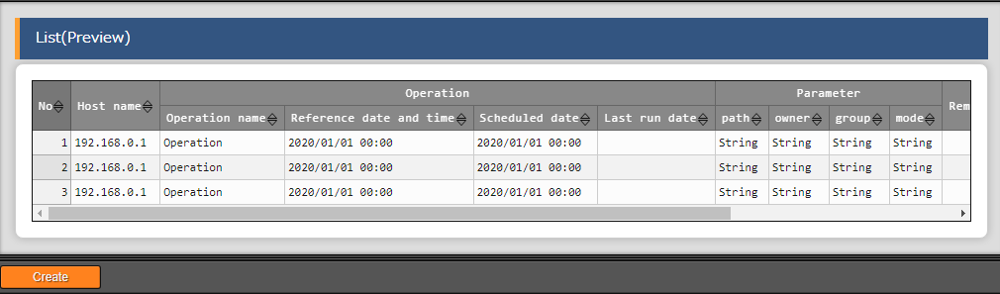 List(Preview)
Operation Parameter
No Host name Rem
Operation name Reference date and time Scheduled date Last run date path owner group mode
1 192.168.0.1 Operation 2020/01/01 00:00 2020/01/01 00:00 String String String String
2 192.168.0.1 Operation 2020/01/01 00:00 2020/01/01 00:00 String String String String
3 192.168.0.1 Operation 2020/01/01 00:00 2020/01/01 00:00 String String String String
Create